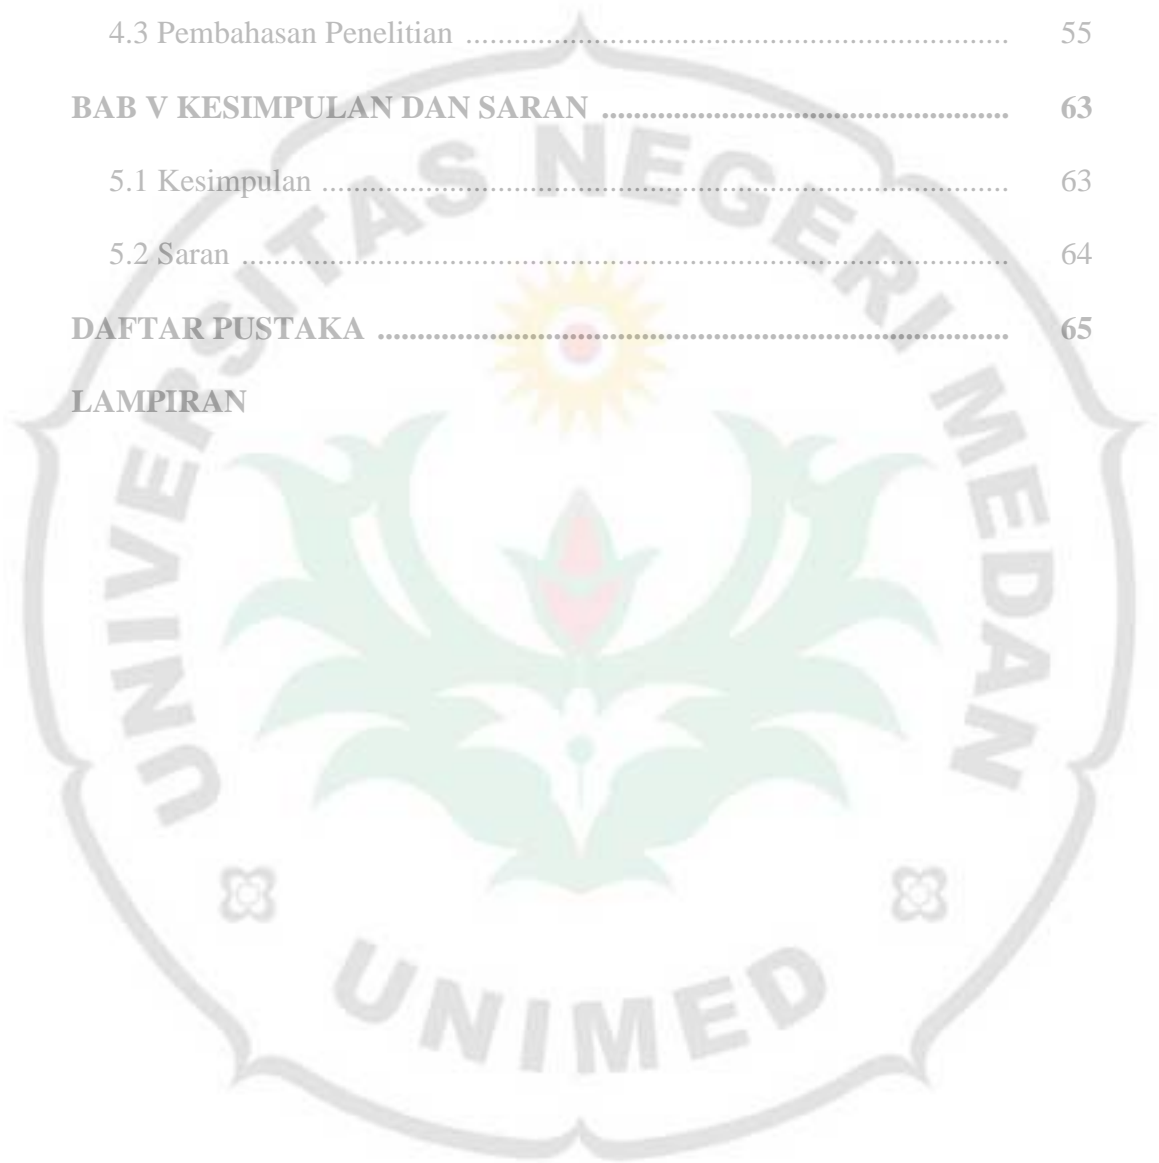 4.3 Pembahasan Penelitian ........................................................................ 55
BAB V KESIMPULAN DAN SARAN .................................................... 63
5.1 Kesimpulan ........................................................................................... 63
5.2 Saran ...................................................................................................... 64
DAFTAR PUSTAKA ................................................................................. 65
LAMPIRAN
UNIVERSITAS NEGERI MEDAN
UNIMED